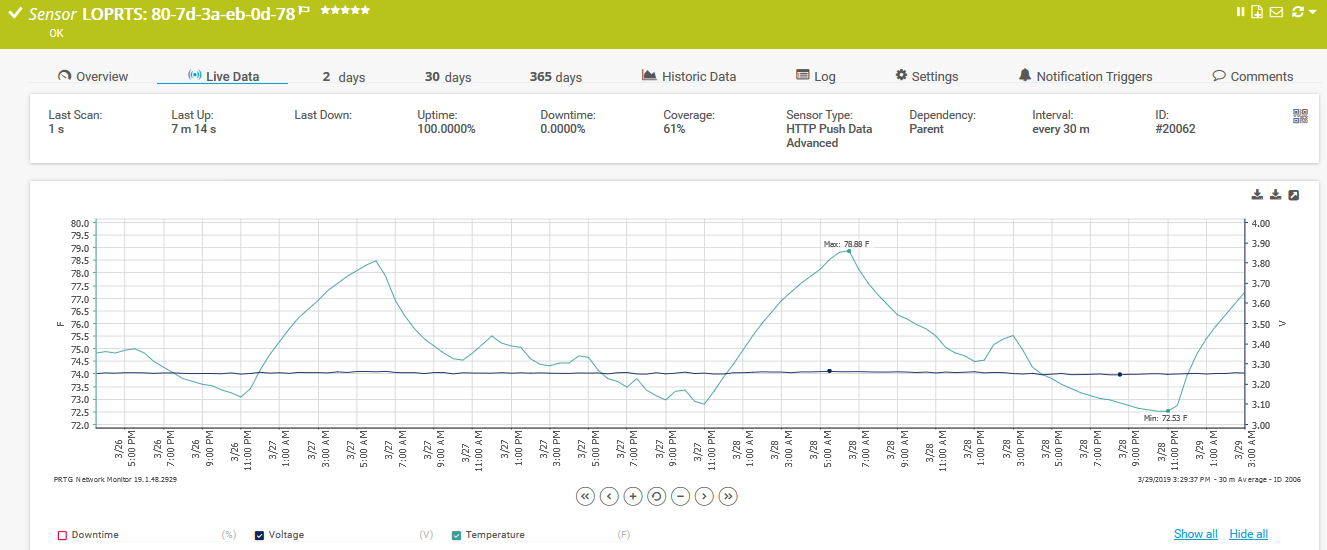 Sensor LOPRTS: 80-7d-3a-eb-0d-78
OK
Overview Live Data 2 days 30 days 365 days Historic Data Log Settings Notification Triggers Comments
Last Scan: Last Up: Last Down: Uptime: Downtime: Coverage: Sensor Type: Dependency: Interval: ID:
1 s 7 m 14 s 100.0000% 0.0000% 61% HTTP Push Data Parent every 30 m #20062
Advanced
80.0
79.5
79.0
78.5
78.0
77.5
77.0
76.5
76.0
75.5
75.0
74.5
74.0
73.5
73.0
72.5
72.0
F
Max: 78.88 F
Min: 72.53 F
4.00
3.90
3.80
3.70
3.60
3.50
3.40
3.30
3.20
3.10
3.00
V
3/26 5:00 PM
3/26 7:00 PM
3/26 9:00 PM
3/26 11:00 PM
3/27 1:00 AM
3/27 3:00 AM
3/27 5:00 AM
3/27 7:00 AM
3/27 9:00 AM
3/27 11:00 AM
3/27 1:00 PM
3/27 3:00 PM
3/27 5:00 PM
3/27 7:00 PM
3/27 9:00 PM
3/27 11:00 PM
3/28 1:00 AM
3/28 3:00 AM
3/28 5:00 AM
3/28 7:00 AM
3/28 9:00 AM
3/28 11:00 AM
3/28 1:00 PM
3/28 3:00 PM
3/28 5:00 PM
3/28 7:00 PM
3/28 9:00 PM
3/28 11:00 PM
3/29 1:00 AM
3/29 3:00 AM
PRTG Network Monitor 19.1.48.2929 3/29/2019 3:29:37 PM - 30 m Average - ID 2006
Downtime (%) Voltage (V) Temperature (F) Show all Hide all